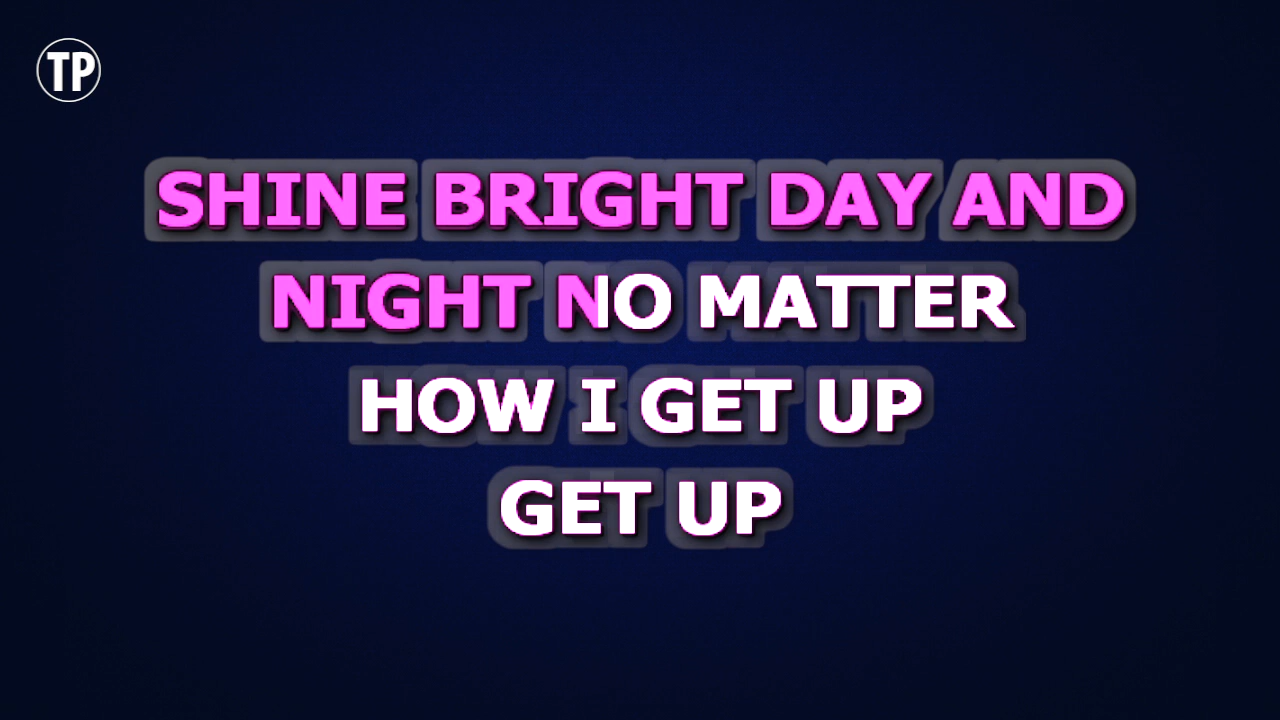 TP
SHINE BRIGHT DAY AND
NIGHT NO MATTER
HOW I GET UP
GET UP